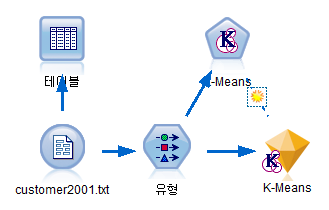 테이블
K-Means
customer2001.txt
유형
K-Means